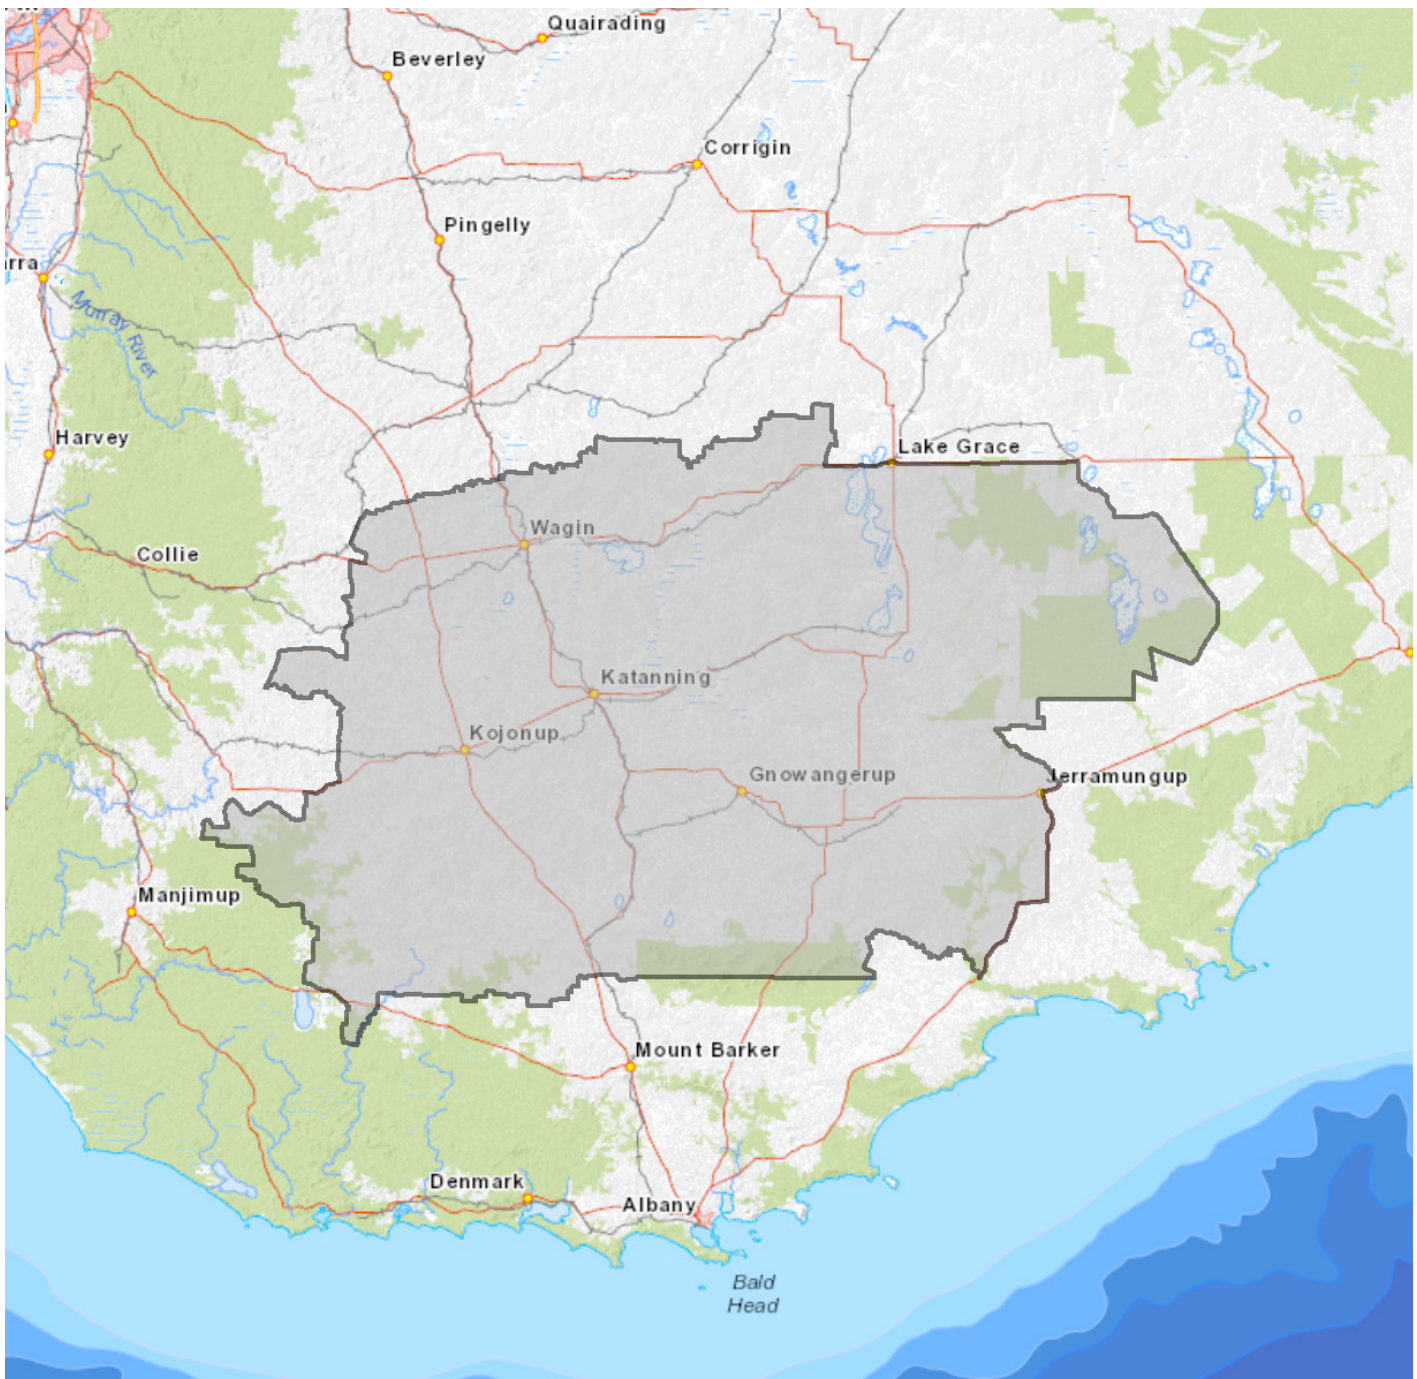 Quairading
Beverley
Corrigin
Pingelly
arra
Murray River
Harvey
Lake Grace
Wagin
Collie
Katanning
Kojonup
Gnowangerup
Jerramungup
Manjimup
Mount Barker
Denmark
Albany
Bald
Head